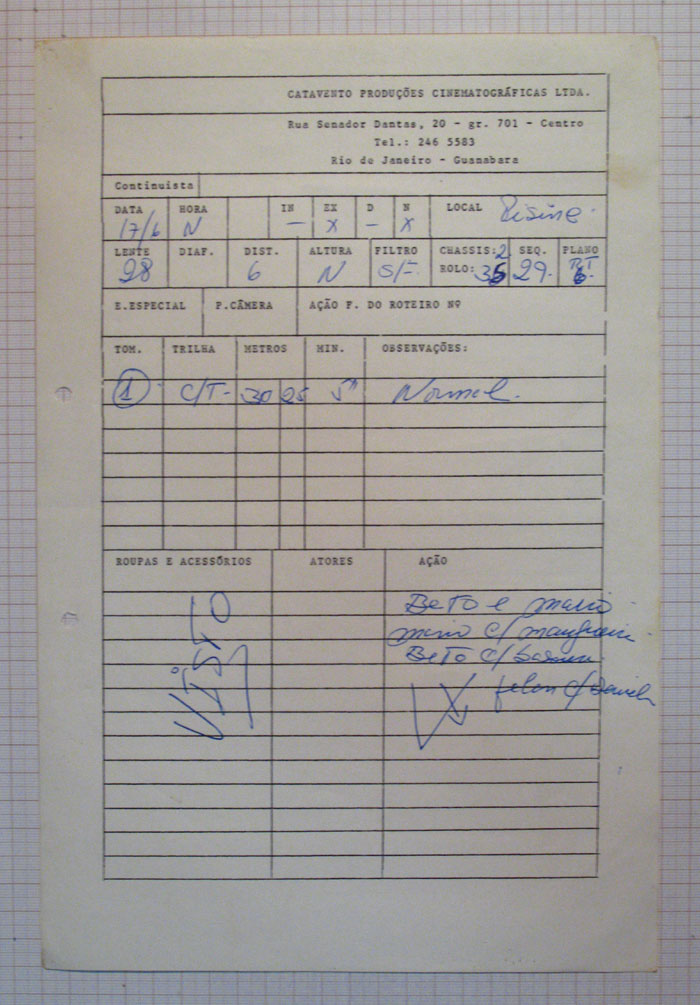 CATAVENTO PRODUÇÕES CINEMATOGRÁFICAS LTDA.
Rua Senador Dantas, 20 - gr. 701 - Centro
Tel.: 246 5583
Rio de Janeiro - Guanabara
Continuista
DATA HORA IN EX D N LOCAL
17/6 N — X — X
LENTE DIAF. DIST. ALTURA FILTRO CHASSIS: 2 SEQ. PLANO
28 6 N S/F. ROLO: 29.
E.ESPECIAL P.CÂMERA AÇÃO F. DO ROTEIRO Nº
TOM. TRILHA METROS MIN. OBSERVAÇÕES:
1 C/T- 30 25 Normal.
ROUPAS E ACESSÓRIOS ATORES AÇÃO
BETO e Mario
VISTO
Mario c/
BETO c/
c/